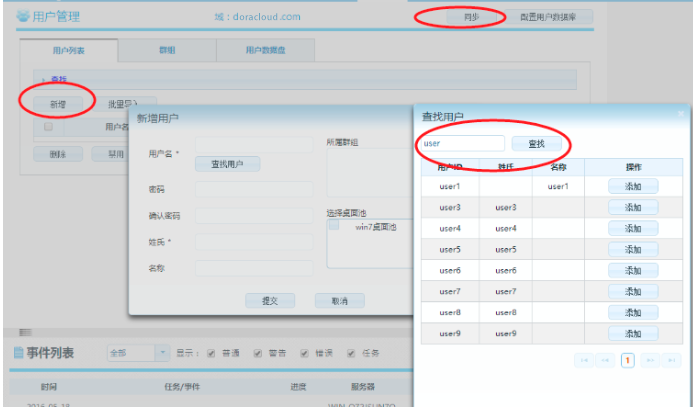 用户管理 域：doracloud.com 同步 配置用户数据库
用户列表 群组 用户数据盘
查找
新增 批里导入
用户名
删除 禁用
新增用户
用户名 * 所属群组
查找用户
密码
确认密码 选择桌面池
win7桌面池
姓氏 *
名称
提交 取消
查找用户
user 查找
用户ID 姓氏 名称 操作
user1 user1 添加
user3 user3 添加
user4 user4 添加
user5 user5 添加
user6 user6 添加
user7 user7 添加
user8 user8 添加
user9 user9 添加
1
事件列表 全部 显示： 普通 警告 错误 任务
时间 任务/事件 进度 服务器